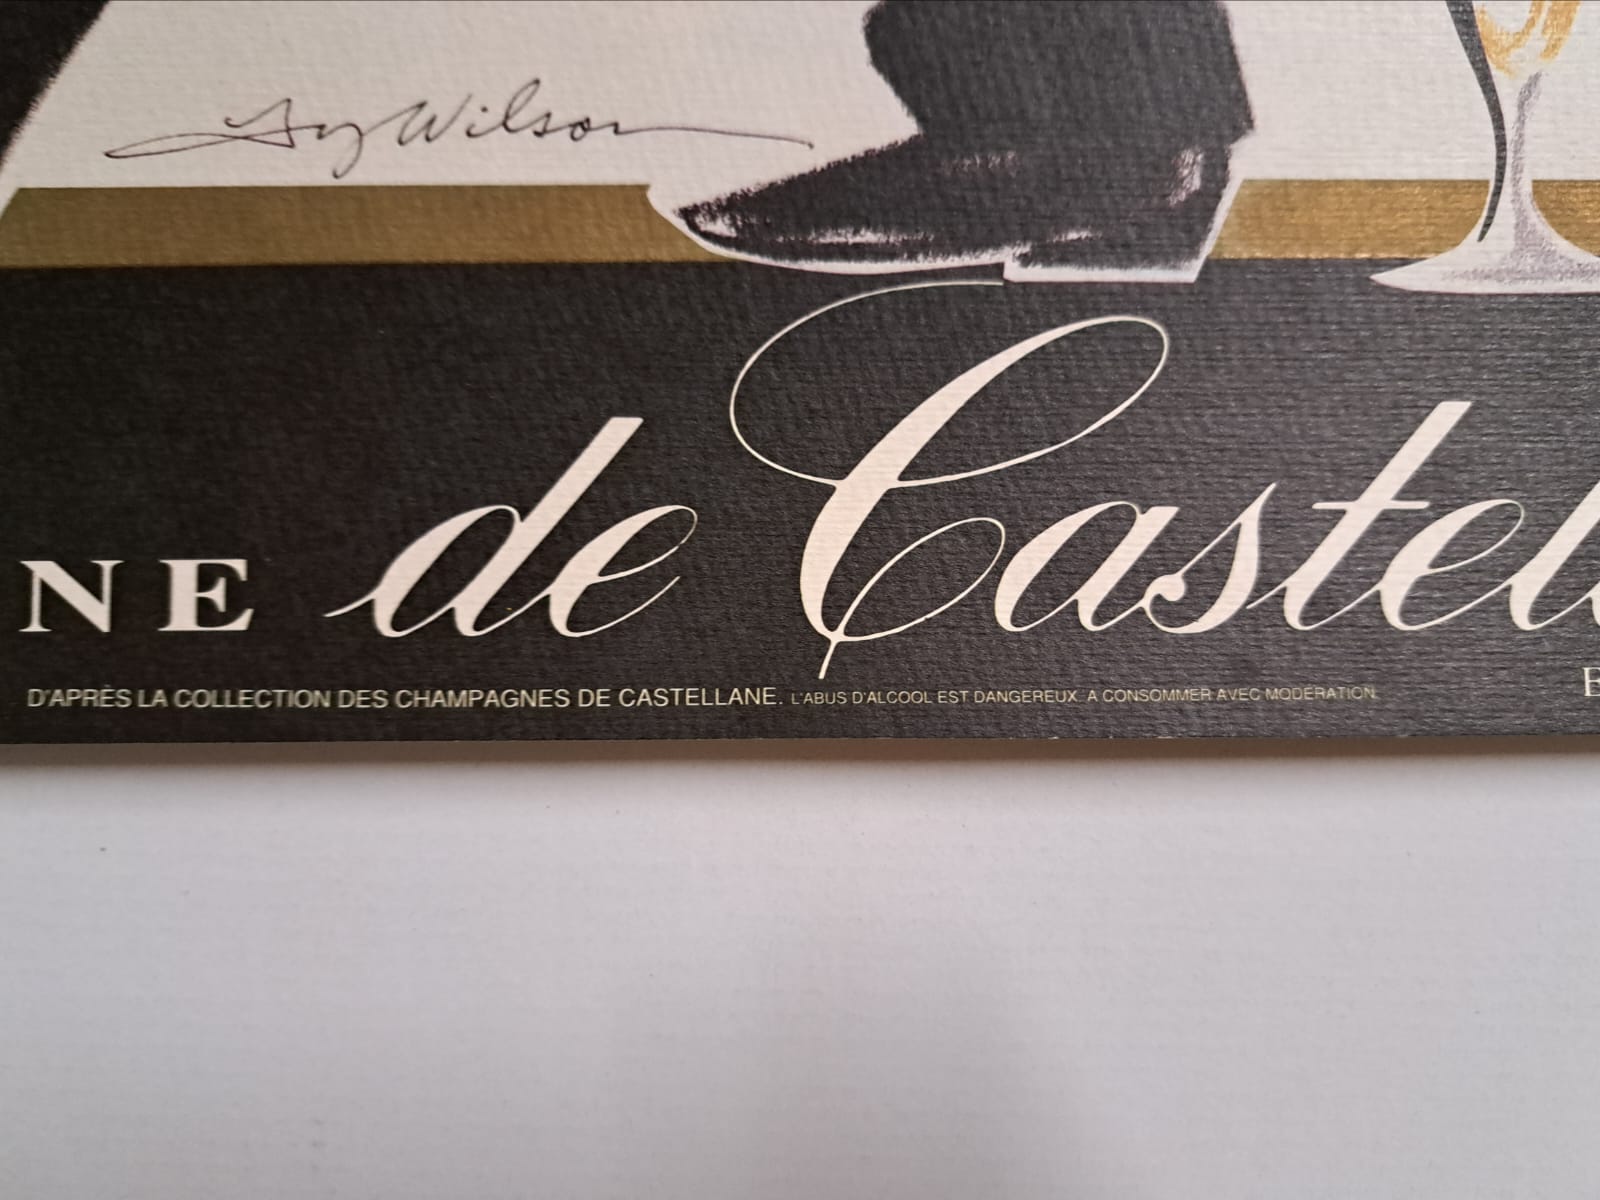 Wilson
NE de Castel
D'APRÈS LA COLLECTION DES CHAMPAGNES DE CASTELLANE. L'ABUS D'ALCOOL EST DANGEREUX. A CONSOMMER AVEC MODÉRATION.